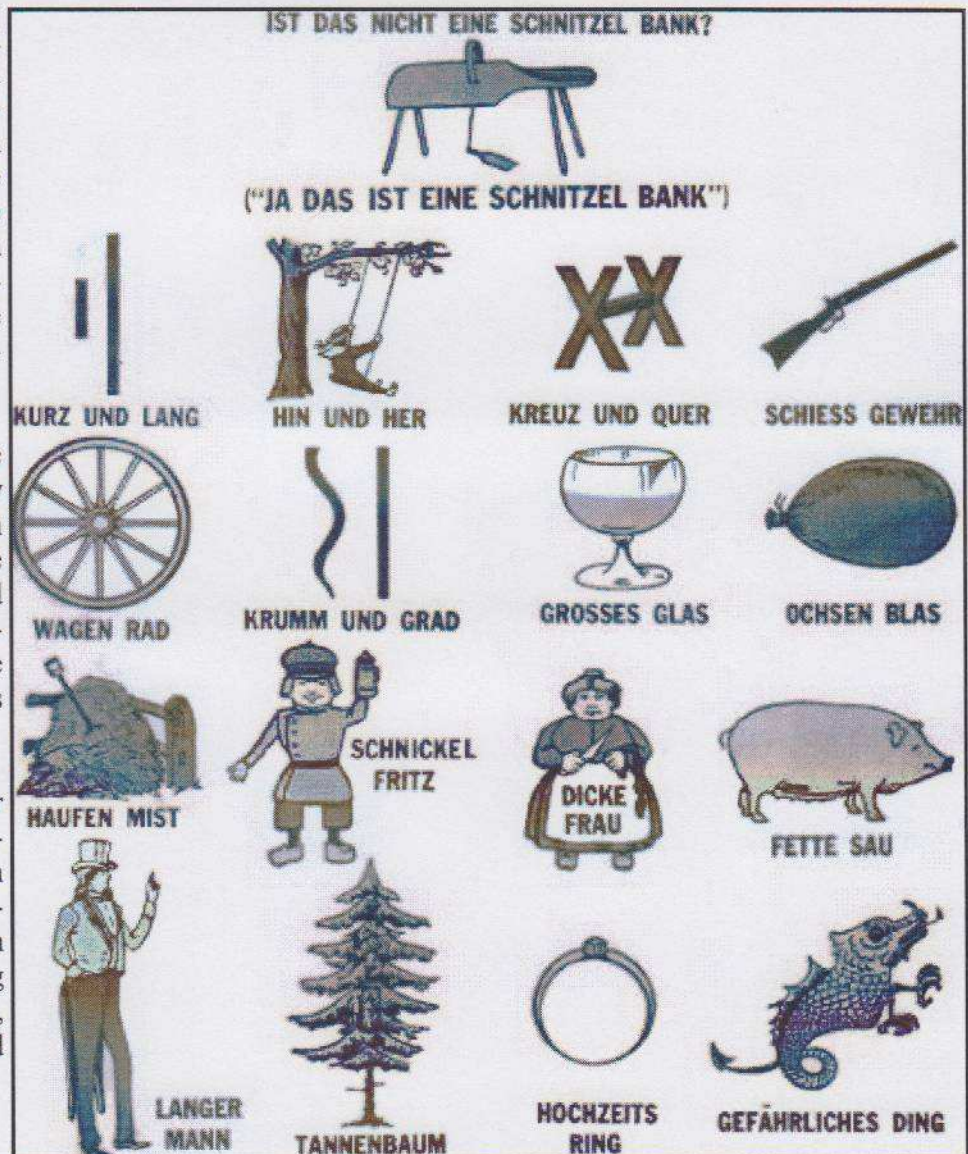 IST DAS NICHT EINE SCHNITZEL BANK?
("JA DAS IST EINE SCHNITZEL BANK")
KURZ UND LANG
HIN UND HER
KREUZ UND QUER
SCHIESS GEWEHR
WAGEN RAD
KRUMM UND GRAD
GROSSES GLAS
OCHSEN BLAS
HAUFEN MIST
SCHNICKEL
FRITZ
DICKE
FRAU
FETTE SAU
LANGER
MANN
TANNENBAUM
HOCHZEITS
RING
GEFÄHRLICHES DING